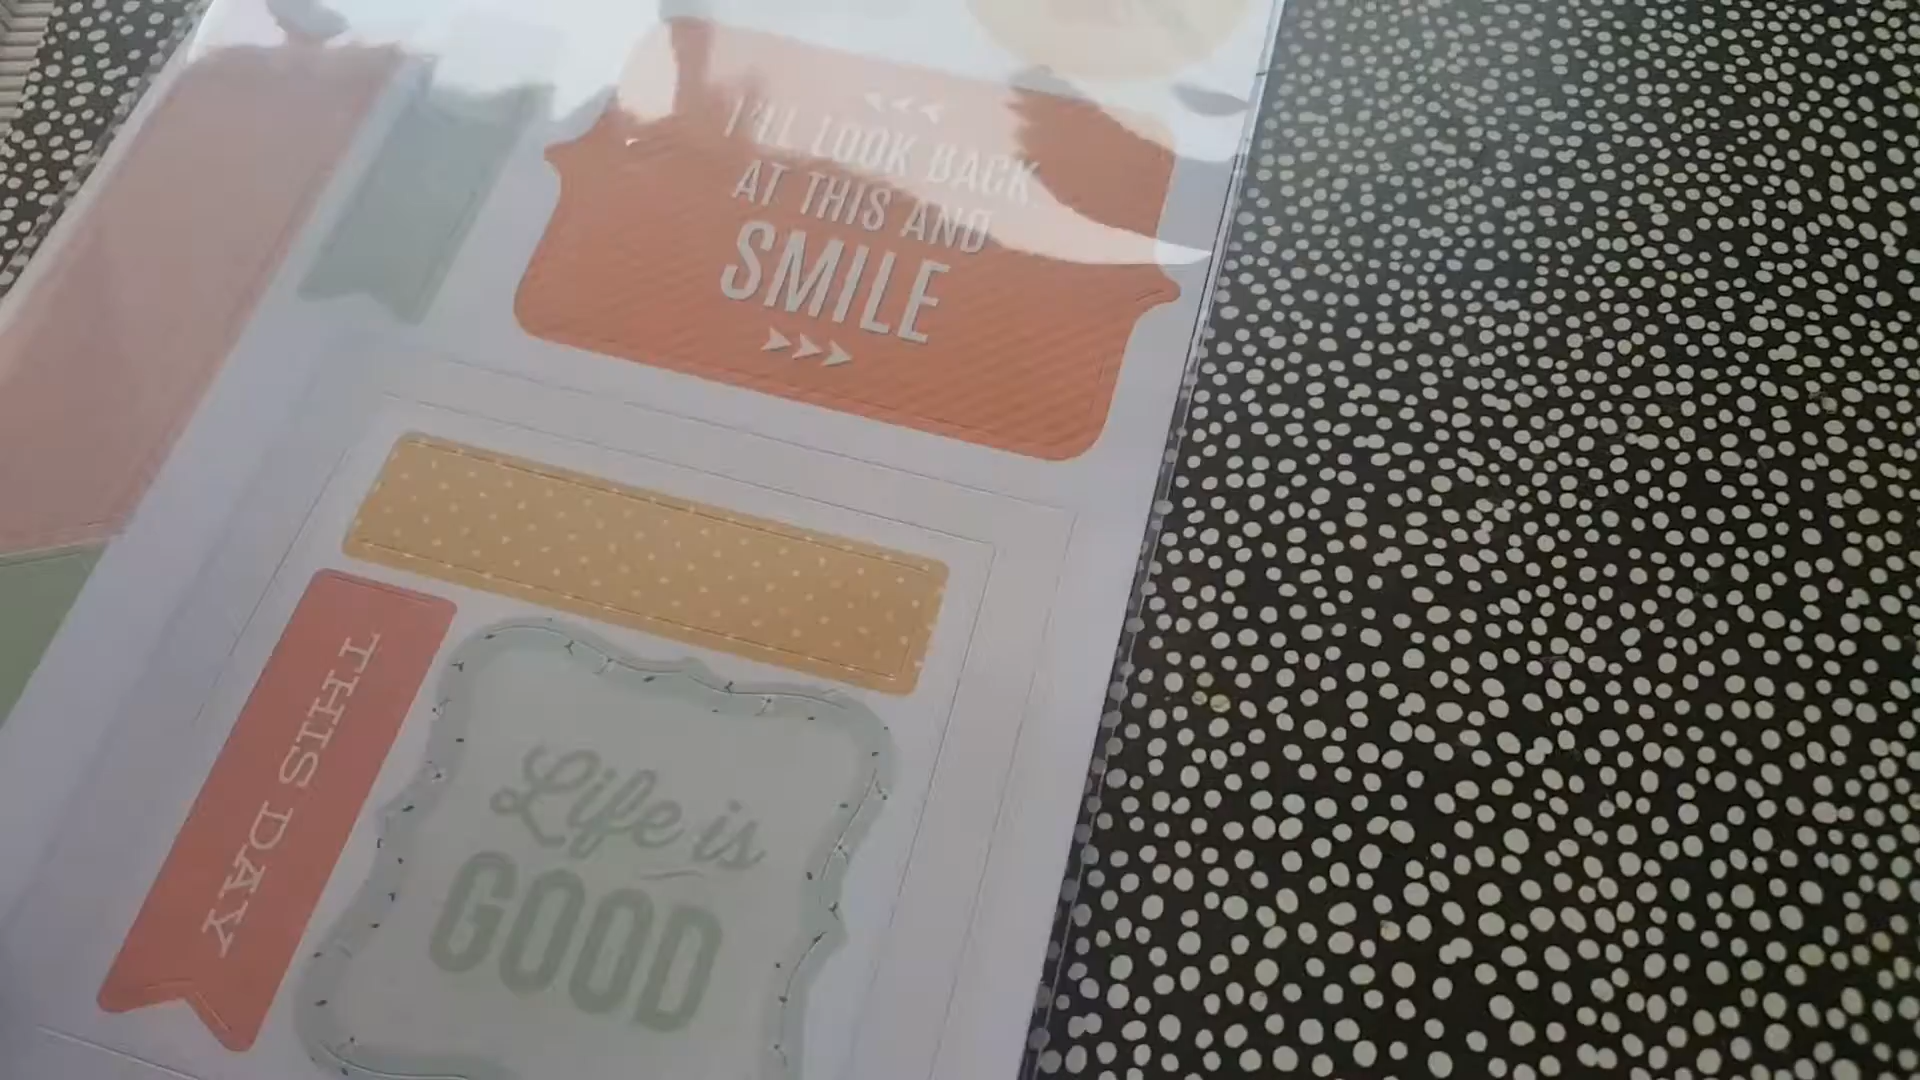 I'LL LOOK BACK
AT THIS AND
SMILE
THIS DAY
Life is
GOOD